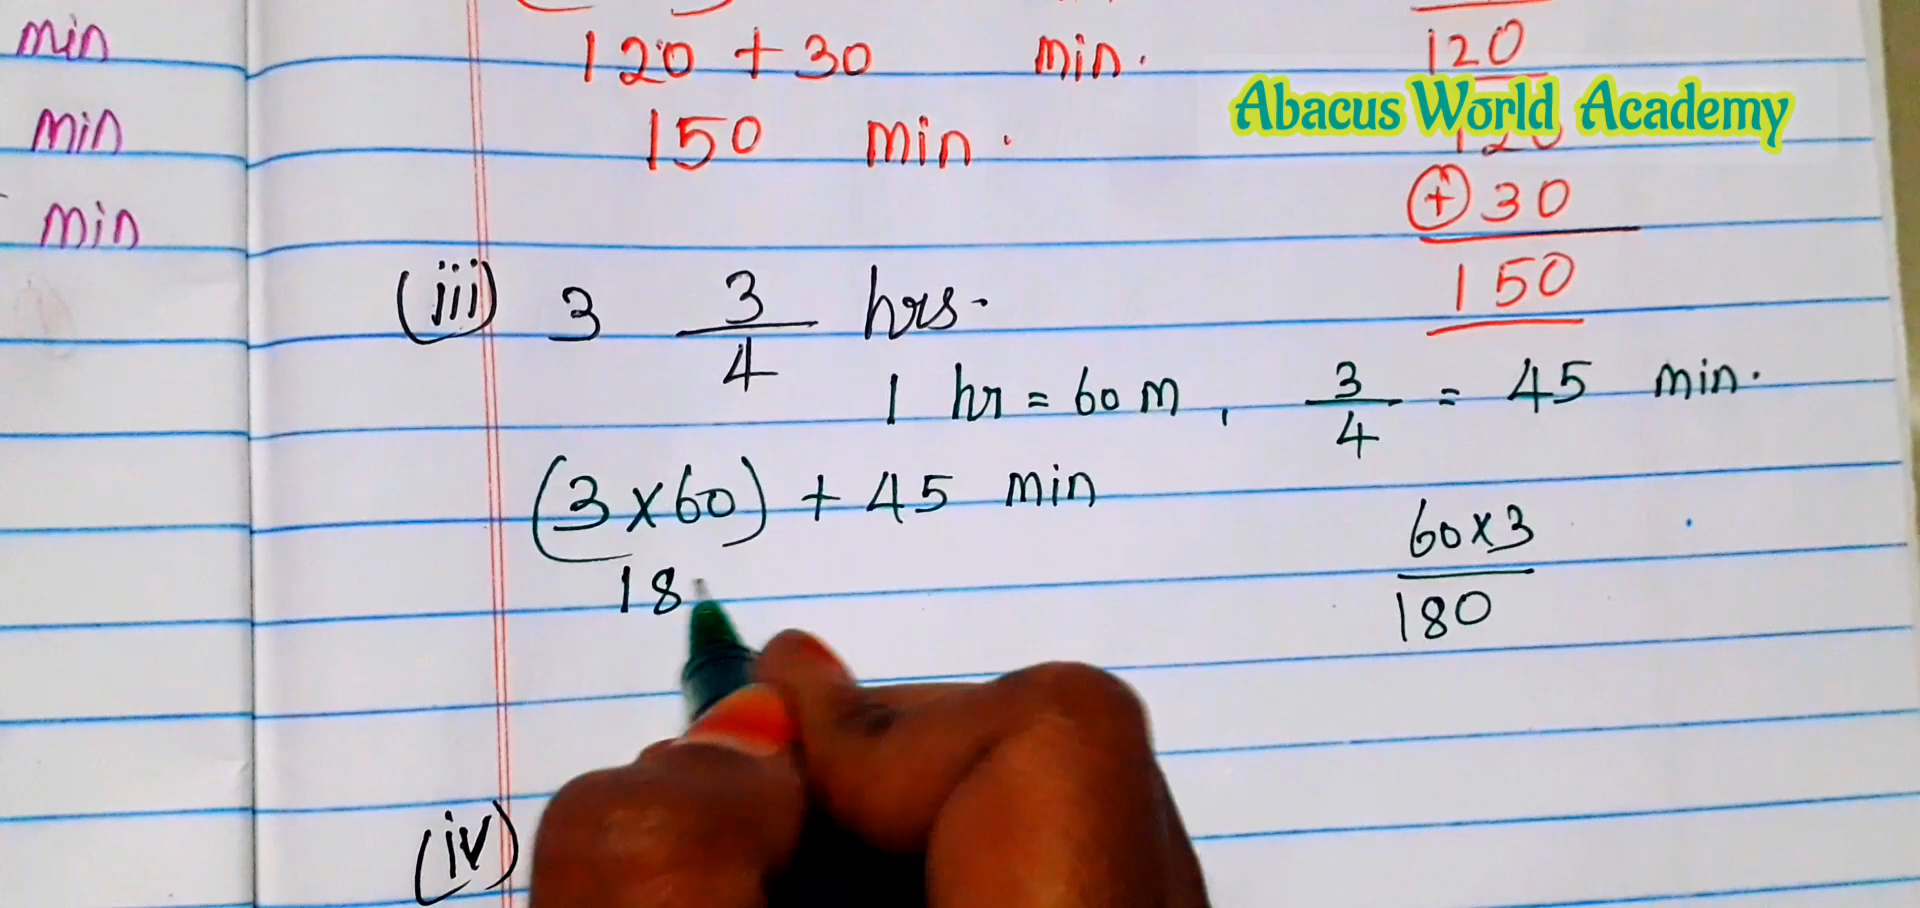 min
min
min
120 + 30 min.
150 min.
120
Abacus World Academy
120
+ 30
150
(iii) 3 3/4 hrs.
1 hr = 60 m , 3/4 = 45 min.
(3 x 60) + 45 min
18
60 x 3
180
(iv)